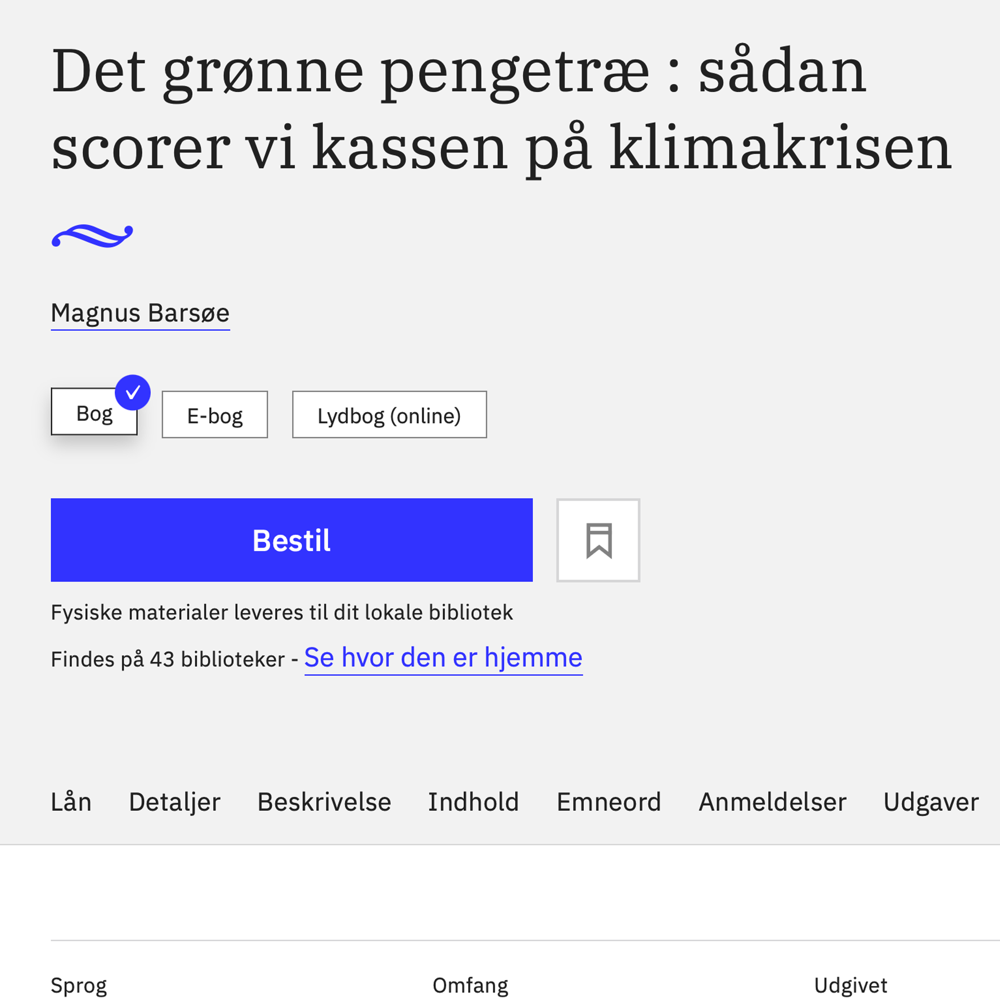 Det grønne pengetræ : sådan
scorer vi kassen på klimakrisen
Magnus Barsøe
Bog
E-bog
Lydbog (online)
Bestil
Fysiske materialer leveres til dit lokale bibliotek
Findes på 43 biblioteker - Se hvor den er hjemme
Lån Detaljer Beskrivelse Indhold Emneord Anmeldelser Udgaver
Sprog Omfang Udgivet